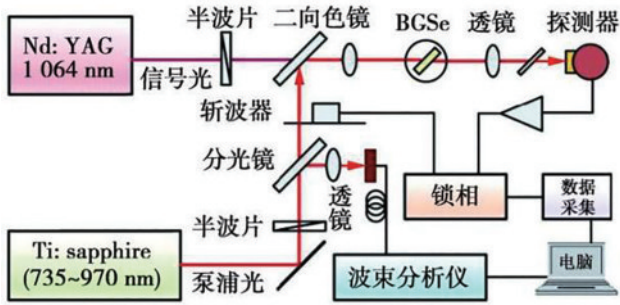 Nd: YAG
1 064 nm
信号光
半波片
二向色镜
BGSe
透镜
探测器
斩波器
分光镜
透
镜
锁相
数据
采集
半波片
Ti: sapphire
(735~970 nm)
泵浦光
波束分析仪
电脑